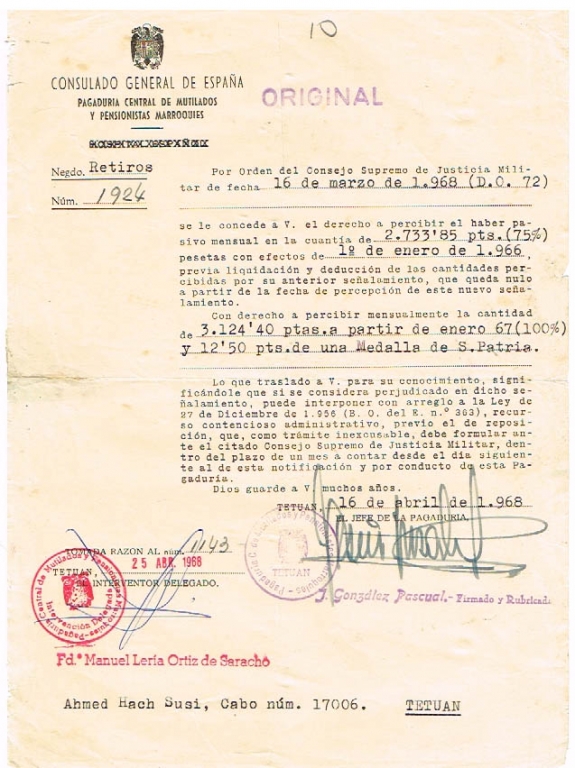 10
CONSULADO GENERAL DE ESPAÑA
PAGADURIA CENTRAL DE MUTILADOS
Y PENSIONISTAS MARROQUIES
ORIGINAL
Negdo. Retiros
Núm. 1924
Por Orden del Consejo Supremo de Justicia Mili-
tar de fecha 16 de marzo de 1.968 (D.O. 72)
se le concede a V. el derecho a percibir el haber pa-
sivo mensual en la cuantía de 2.733'85 pts.(75%)
pesetas con efectos de 1º de enero de 1.966,
previa liquidación y deducción de las cantidades per-
cibidas por su anterior señalamiento, que queda nulo
a partir de la fecha de percepción de este nuevo seña-
lamiento.
Con derecho a percibir mensualmente la cantidad
de 3.124'40 ptas.a partir de enero 67(100%)
y 12'50 pts.de una Medalla de S.Patria.
Lo que traslado a V. para su conocimiento, signi-
ficándole que si se considera perjudicado en dicho se-
ñalamiento, puede interponer con arreglo a la Ley de
27 de Diciembre de 1.956 (B. O. del E. n.º 363), recur-
so contencioso administrativo, previo el de reposi-
ción, que, como trámite inexcusable, debe formular an-
te el citado Consejo Supremo de Justicia Militar, den-
tro del plazo de un mes a contar desde el día siguien-
te al de esta notificación y por conducto de esta Pa-
gaduría.
Dios guarde a V. muchos años.
TETUAN, 16 de abril de 1.968
EL JEFE DE LA PAGADURIA,
TOMADA RAZON AL núm. 1143
TETUAN, 25 ABR. 1968
EL INTERVENTOR DELEGADO.
Pagaduría Central de Mutilados y Pensionistas Marroquíes
Intervención Delegada
TETUAN
J. González Pascual.- Firmado y Rubricado
Fd.º Manuel Lería Ortiz de Saracho
Ahmed Hach Susi, Cabo núm. 17006. TETUAN